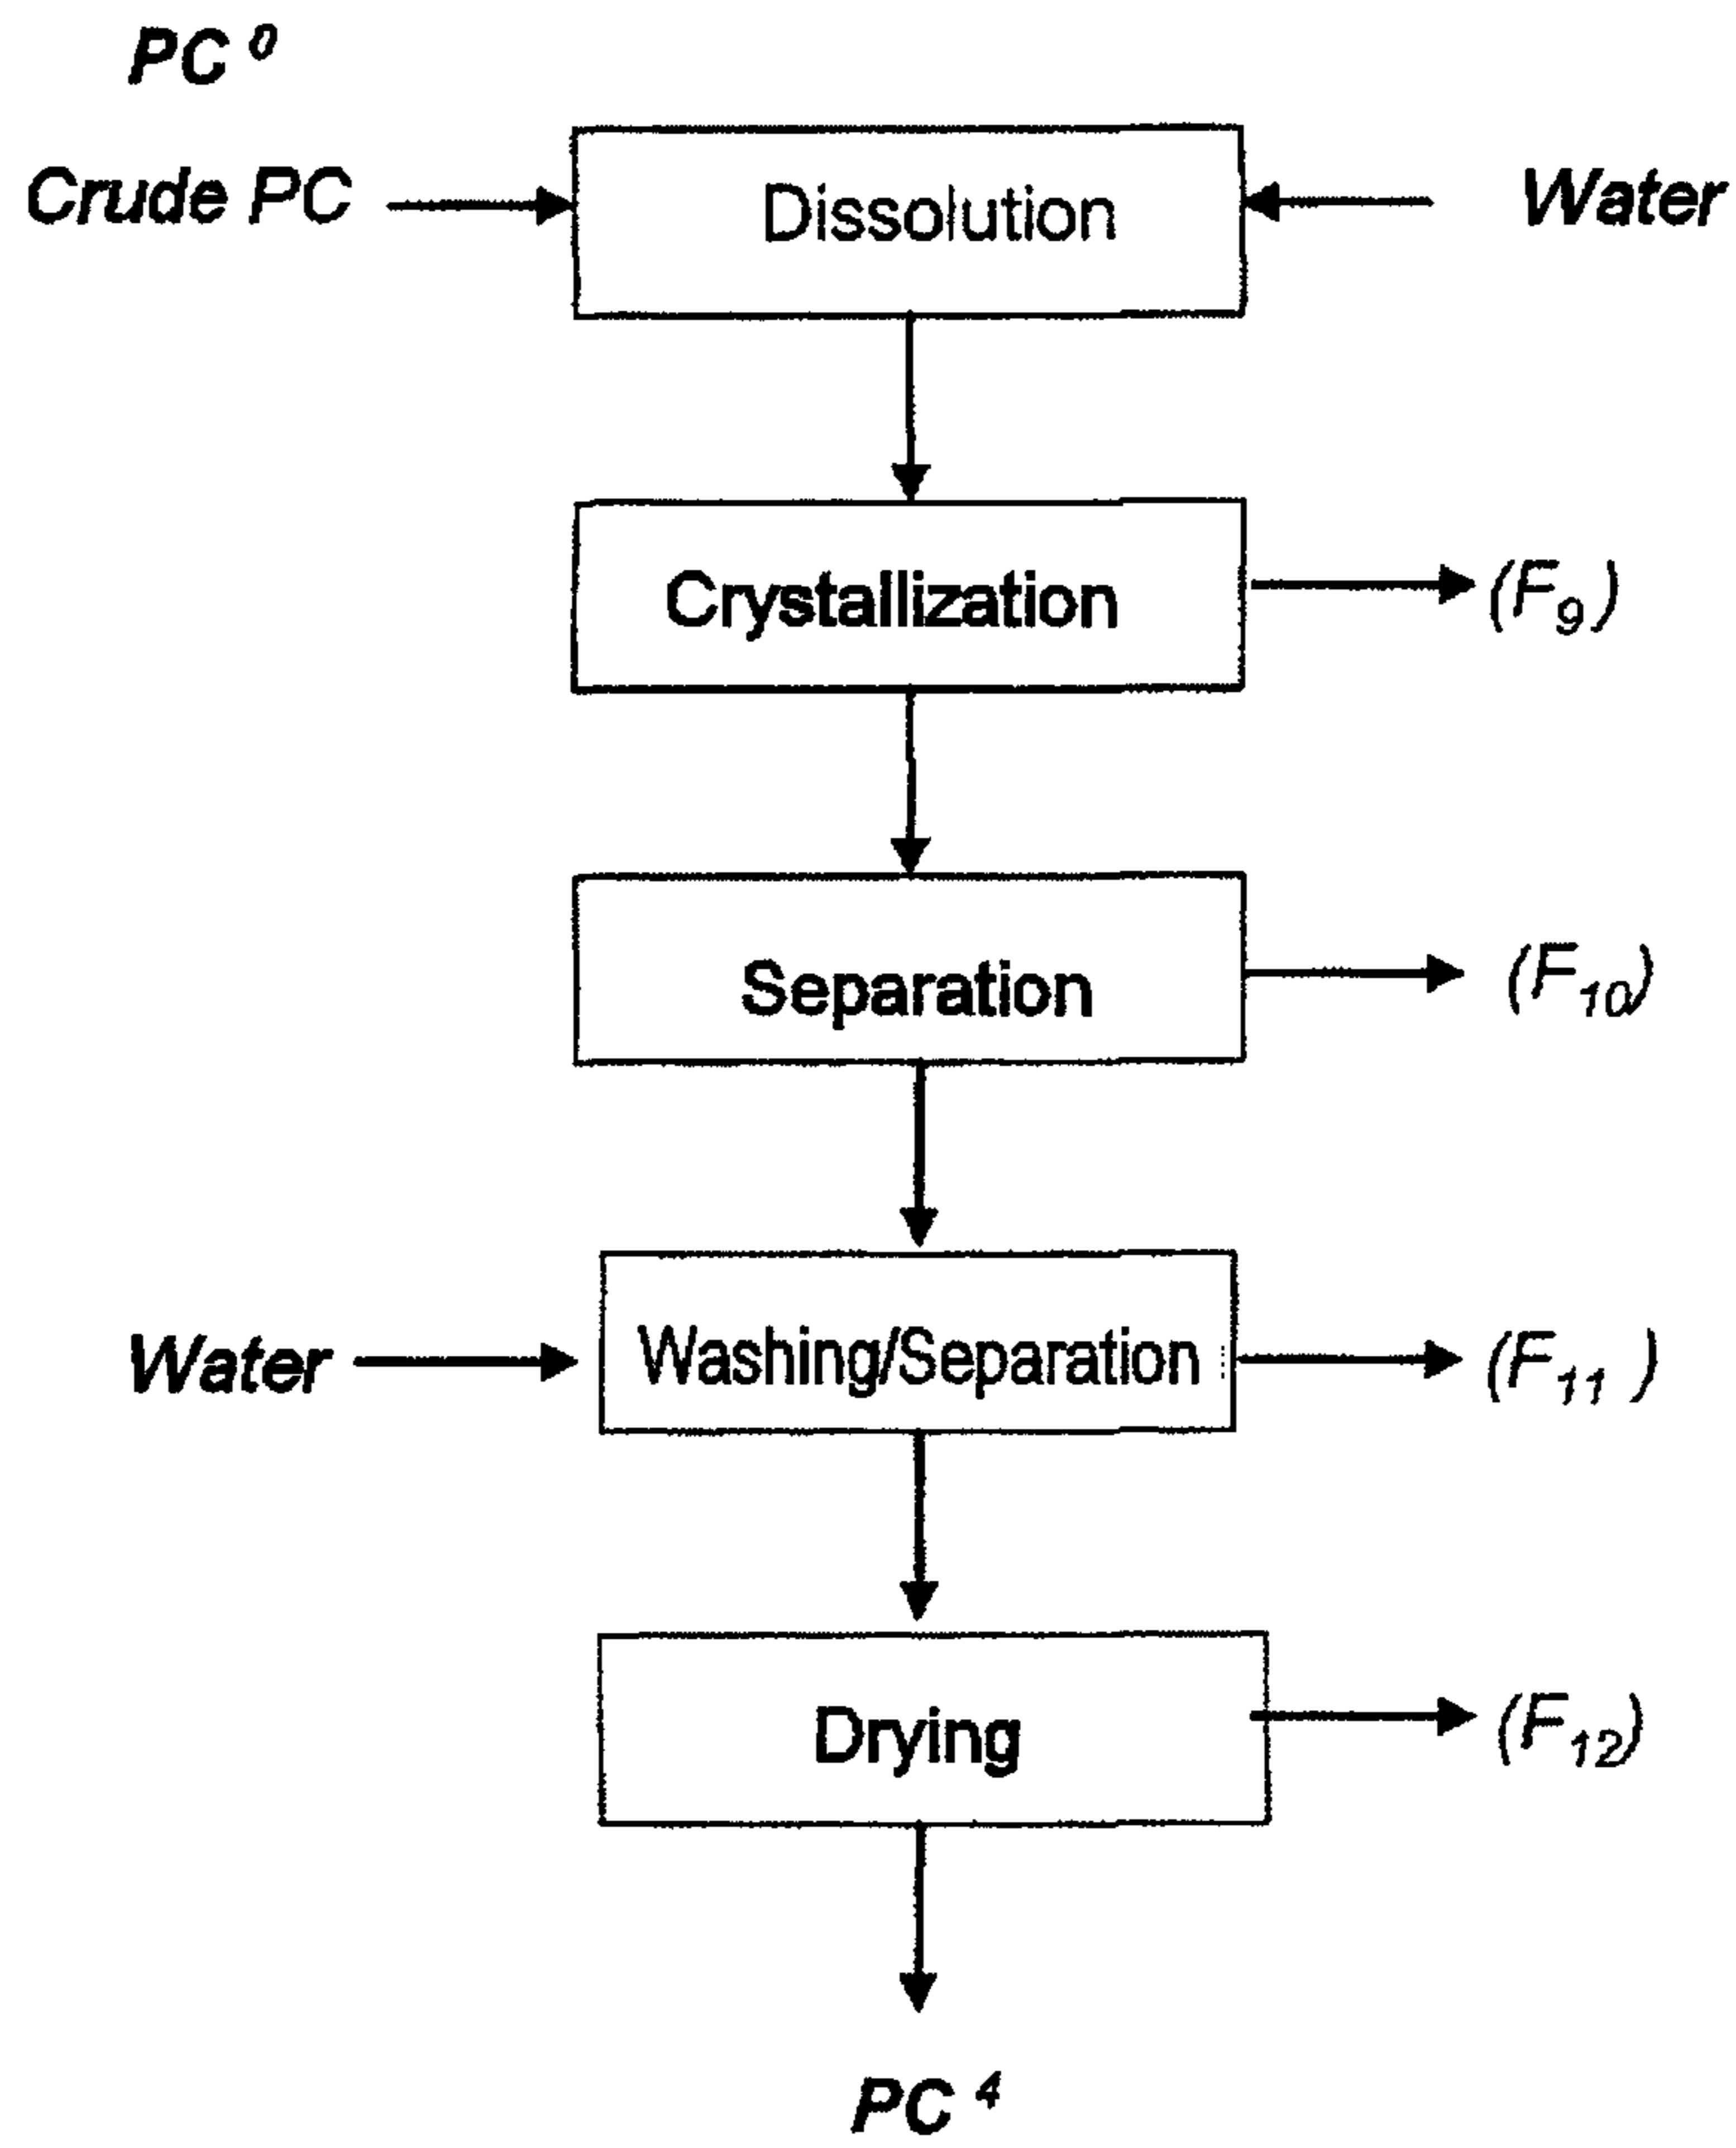 PC⁰
Crude PC
Dissolution
Water
Crystallization
(F₉)
Separation
(F₁₀)
Water
Washing/Separation
(F₁₁)
Drying
(F₁₂)
PC⁴